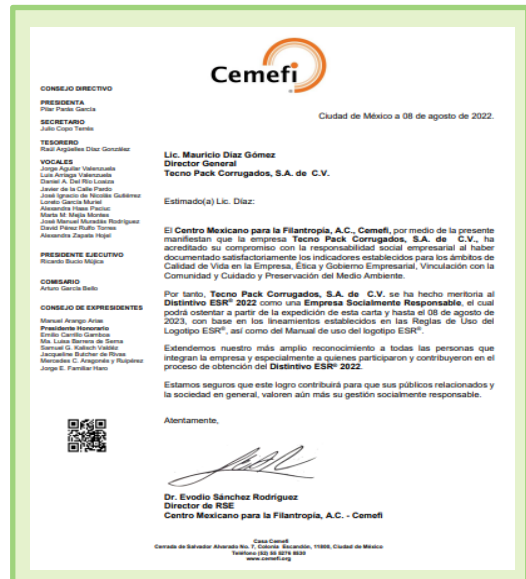 Cemefi
Ciudad de México a 08 de agosto de 2022.
CONSEJO DIRECTIVO
PRESIDENTA
Pilar Parás García
SECRETARIO
Julio Copo Terrés
TESORERO
Raúl Argüelles Díaz González
VOCALES
Jorge Aguilar Valenzuela
Luis Arriaga Valenzuela
Daniel A. Del Río Loaiza
Javier de la Calle Pardo
José Ignacio de Nicolás Gutiérrez
Loreto García Muriel
Alexandra Haas Paciuc
Marta M. Mejía Montes
José Manuel Muradás Rodríguez
David Pérez Rulfo Torres
Alexandra Zapata Hojel
PRESIDENTE EJECUTIVO
Ricardo Bucio Mújica
COMISARIO
Arturo García Bello
CONSEJO DE EXPRESIDENTES
Manuel Arango Arias
Presidente Honorario
Emilio Carrillo Gamboa
Ma. Luisa Barrera de Serna
Samuel G. Kalisch Valdéz
Jacqueline Butcher de Rivas
Mercedes C. Aragonés y Ruipérez
Jorge E. Familiar Haro
Lic. Mauricio Díaz Gómez
Director General
Tecno Pack Corrugados, S.A. de C.V.
Estimado(a) Lic. Díaz:
El Centro Mexicano para la Filantropía, A.C., Cemefi, por medio de la presente
manifiestan que la empresa Tecno Pack Corrugados, S.A. de C.V., ha
acreditado su compromiso con la responsabilidad social empresarial al haber
documentado satisfactoriamente los indicadores establecidos para los ámbitos de
Calidad de Vida en la Empresa, Ética y Gobierno Empresarial, Vinculación con la
Comunidad y Cuidado y Preservación del Medio Ambiente.
Por tanto, Tecno Pack Corrugados, S.A. de C.V. se ha hecho meritoria al
Distintivo ESR® 2022 como una Empresa Socialmente Responsable, el cual
podrá ostentar a partir de la expedición de esta carta y hasta el 08 de agosto de
2023, con base en los lineamientos establecidos en las Reglas de Uso del
Logotipo ESR®, así como del Manual de uso del logotipo ESR®.
Extendemos nuestro más amplio reconocimiento a todas las personas que
integran la empresa y especialmente a quienes participaron y contribuyeron en el
proceso de obtención del Distintivo ESR® 2022.
Estamos seguros que este logro contribuirá para que sus públicos relacionados y
la sociedad en general, valoren aún más su gestión socialmente responsable.
Atentamente,
Dr. Evodio Sánchez Rodríguez
Director de RSE
Centro Mexicano para la Filantropía, A.C. - Cemefi
Casa Cemefi
Cerrada de Salvador Alvarado No. 7, Colonia Escandón, 11800, Ciudad de México
Teléfono (52) 55 5276 8530
www.cemefi.org